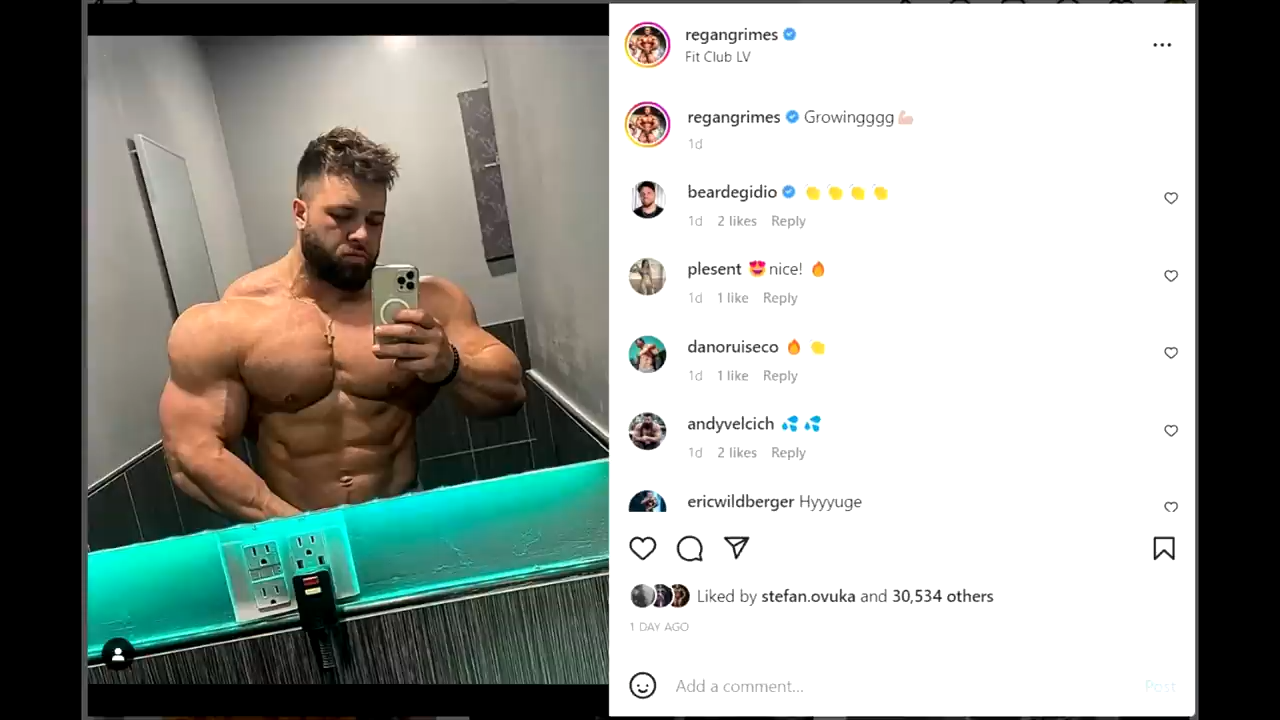 regangrimes
Fit Club LV
regangrimes Growingggg💪🏻
1d
beardegidio 👏👏👏👏
1d 2 likes Reply
plesent 😍nice! 🔥
1d 1 like Reply
danoruiseco 🔥 👏
1d 1 like Reply
andyvelcich 💦 💦
1d 2 likes Reply
ericwildberger Hyyyuge
Liked by stefan.ovuka and 30,534 others
1 DAY AGO
Add a comment... Post